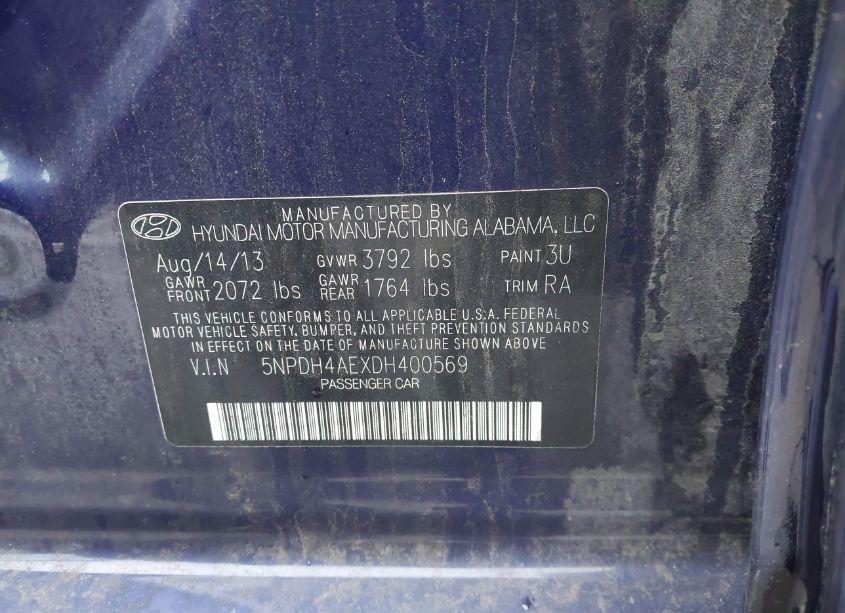 MANUFACTURED BY
HYUNDAI MOTOR MANUFACTURING ALABAMA, LLC
Aug/14/13 GVWR 3792 lbs PAINT 3U
GAWR FRONT 2072 lbs GAWR REAR 1764 lbs TRIM RA
THIS VEHICLE CONFORMS TO ALL APPLICABLE U.S.A. FEDERAL
MOTOR VEHICLE SAFETY, BUMPER, AND THEFT PREVENTION STANDARDS
IN EFFECT ON THE DATE OF MANUFACTURE SHOWN ABOVE
V.I.N 5NPDH4AEXDH400569
PASSENGER CAR